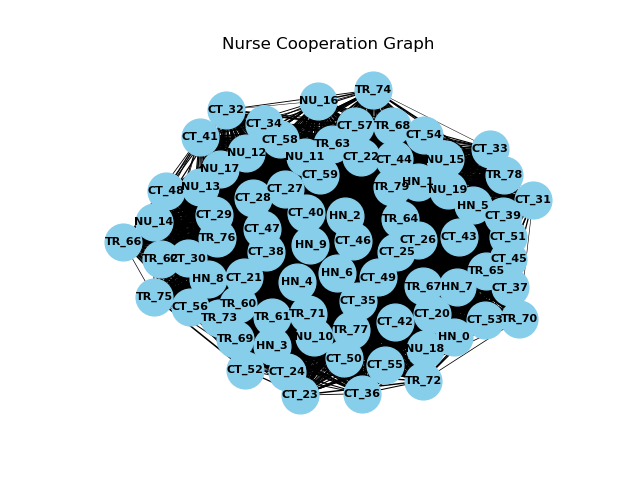 Nurse Cooperation Graph
TR_74
NU_16
CT_32
CT_34
CT_57
TR_68
CT_41
CT_58
CT_54
TR_63
CT_33
NU_12
NU_11
CT_22
CT_44
NU_15
NU_17
CT_59
TR_78
NU_13
CT_48
CT_27
TR_79
HN_1
NU_19
CT_28
CT_31
HN_5
NU_14
CT_29
CT_40
HN_2
TR_64
CT_39
CT_47
TR_66
TR_76
HN_9
CT_46
CT_26
CT_43
CT_51
CT_38
CT_25
CT_30
CT_45
HN_8
CT_21
HN_4
HN_6
CT_49
TR_65
TR_67
HN_7
CT_37
TR_75
CT_56
TR_60
CT_35
TR_73
TR_61
TR_71
CT_42
CT_20
CT_53
TR_70
TR_77
TR_69
HN_3
NU_10
HN_0
NU_18
CT_50
CT_55
CT_52
CT_24
TR_72
CT_23
CT_36